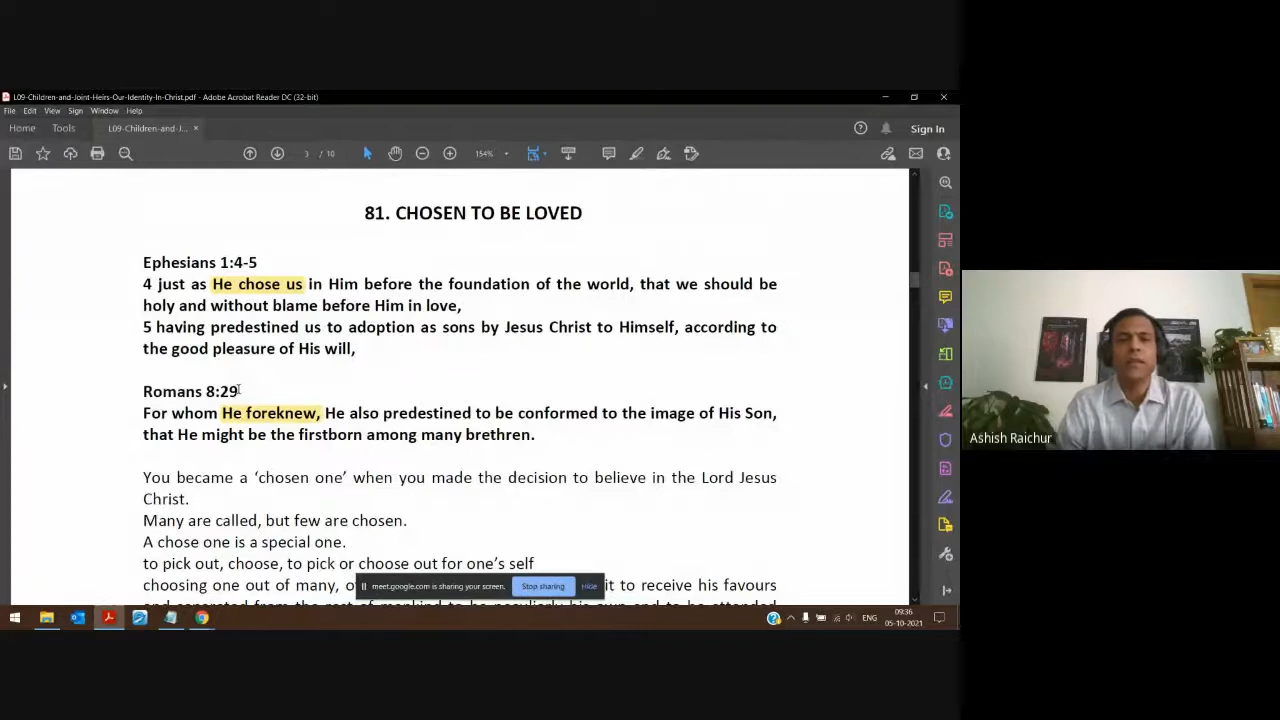 L09-Children-and-Joint-Heirs-Our-Identity-In-Christ.pdf - Adobe Acrobat Reader DC (32-bit)
File Edit View Sign Window Help
Home Tools L09-Children-and-J... × Sign In
3 / 10 154%
81. CHOSEN TO BE LOVED
Ephesians 1:4-5
4 just as He chose us in Him before the foundation of the world, that we should be
holy and without blame before Him in love,
5 having predestined us to adoption as sons by Jesus Christ to Himself, according to
the good pleasure of His will,
Romans 8:29
For whom He foreknew, He also predestined to be conformed to the image of His Son,
that He might be the firstborn among many brethren.
You became a ‘chosen one’ when you made the decision to believe in the Lord Jesus
Christ.
Many are called, but few are chosen.
A chose one is a special one.
to pick out, choose, to pick or choose out for one’s self
choosing one out of many, it to receive his favours
meet.google.com is sharing your screen. Stop sharing Hide
ENG 09:36
05-10-2021
Ashish Raichur